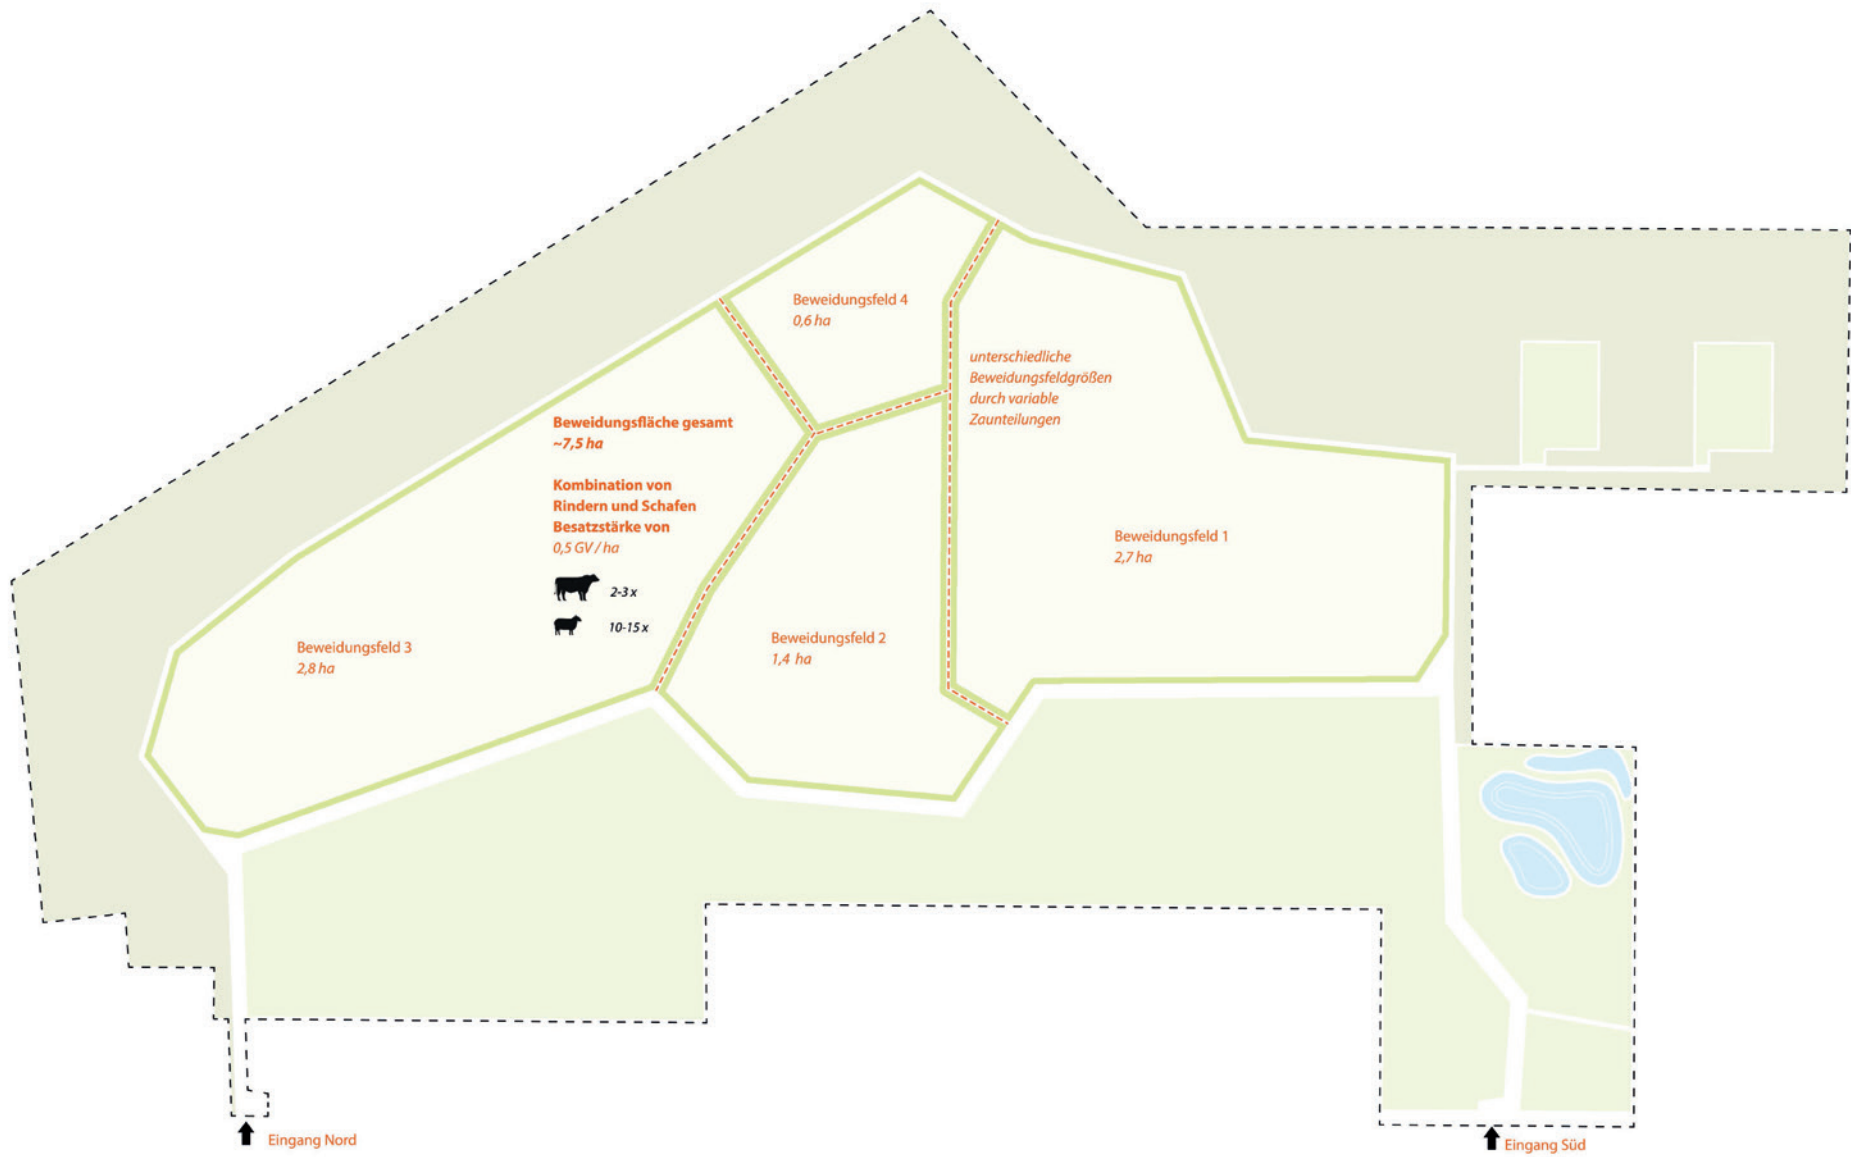 Beweidungsfeld 4
0,6 ha
unterschiedliche
Beweidungsfeldgrößen
durch variable
Zaunteilungen
Beweidungsfläche gesamt
~7,5 ha
Kombination von
Rindern und Schafen
Besatzstärke von
0,5 GV / ha
2-3 x
10-15 x
Beweidungsfeld 1
2,7 ha
Beweidungsfeld 2
1,4 ha
Beweidungsfeld 3
2,8 ha
Eingang Nord
Eingang Süd